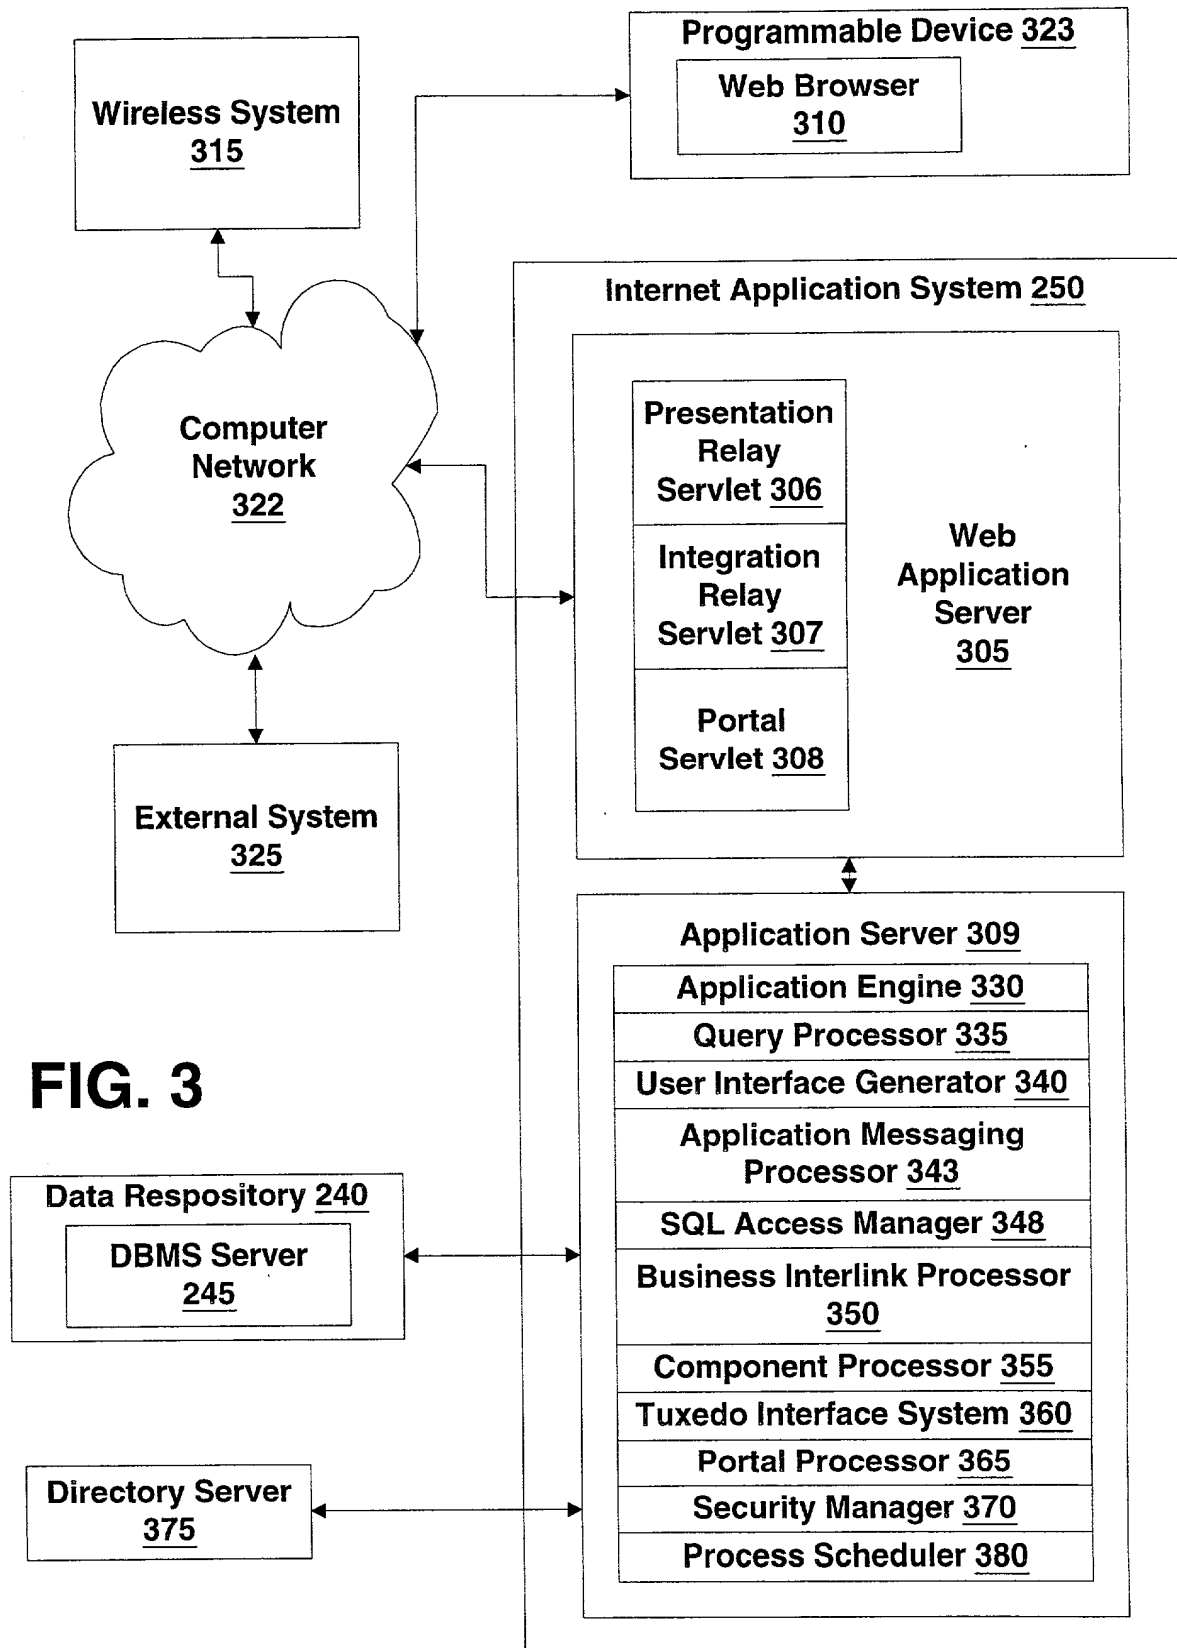 Programmable Device 323
Web Browser
310
Wireless System
315
Internet Application System 250
Computer
Network
322
Presentation
Relay
Servlet 306
Integration
Relay
Servlet 307
Portal
Servlet 308
Web
Application
Server
305
External System
325
Application Server 309
Application Engine 330
Query Processor 335
User Interface Generator 340
Application Messaging
Processor 343
SQL Access Manager 348
Business Interlink Processor
350
Component Processor 355
Tuxedo Interface System 360
Portal Processor 365
Security Manager 370
Process Scheduler 380
FIG. 3
Data Respository 240
DBMS Server
245
Directory Server
375